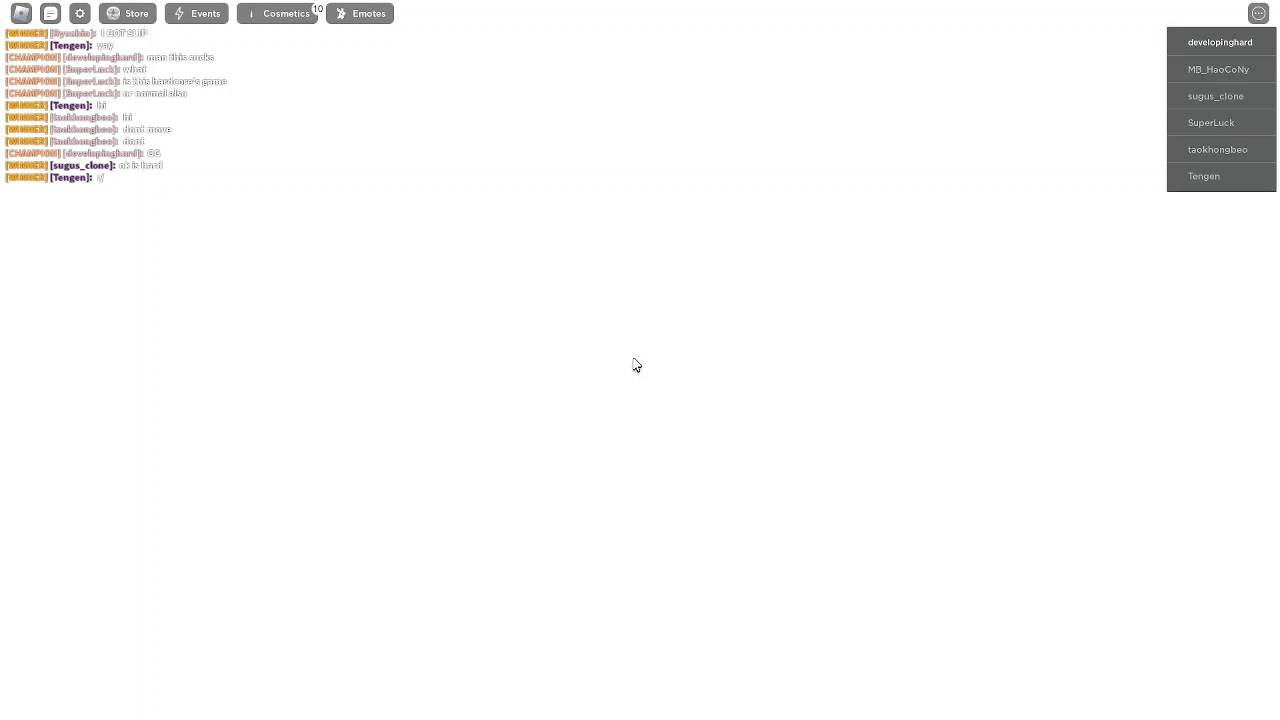 Store Events Cosmetics 10 Emotes
[WINNER] [Ryushin]: I GOT SLIP
[WINNER] [Tengen]: yay
[CHAMPION] [developinghard]: man this sucks
[CHAMPION] [SuperLuck]: what
[CHAMPION] [SuperLuck]: is this hardcore's game
[CHAMPION] [SuperLuck]: or normal also
[WINNER] [Tengen]: hi
[WINNER] [taokhongbeo]: hi
[WINNER] [taokhongbeo]: dont move
[WINNER] [taokhongbeo]: dont
[CHAMPION] [developinghard]: GG
[WINNER] [sugus_clone]: ok is hard
[WINNER] [Tengen]: :/
developinghard
MB_HaoCoNy
sugus_clone
SuperLuck
taokhongbeo
Tengen